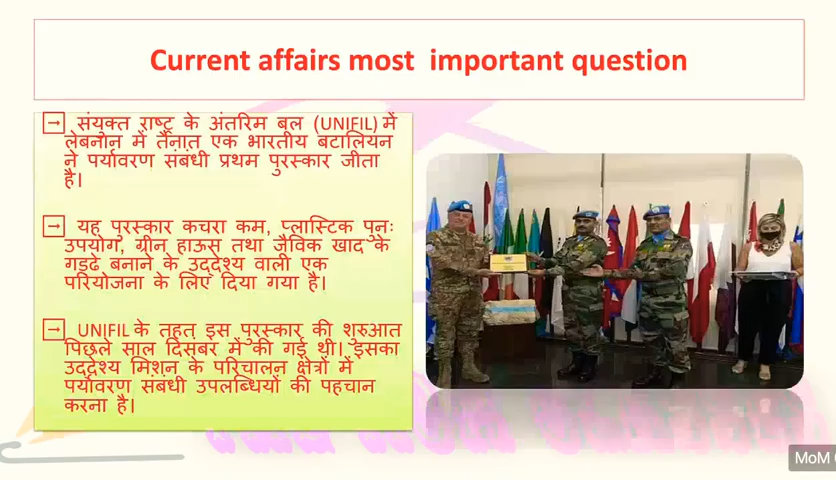 Current affairs most important question
→ संयुक्त राष्ट्र के अंतरिम बल (UNIFIL) में
लेबनान में तैनात एक भारतीय बटालियन
ने पर्यावरण संबंधी प्रथम पुरस्कार जीता
है।
→ यह पुरस्कार कचरा कम, प्लास्टिक पुनः
उपयोग, ग्रीन हाऊस तथा जैविक खाद के
गड्ढे बनाने के उद्देश्य वाली एक
परियोजना के लिए दिया गया है।
→ UNIFIL के तहत इस पुरस्कार की शुरुआत
पिछले साल दिसंबर में की गई थी। इसका
उद्देश्य मिशन के परिचालन क्षेत्रों में
पर्यावरण संबंधी उपलब्धियों की पहचान
करना है।
MoM